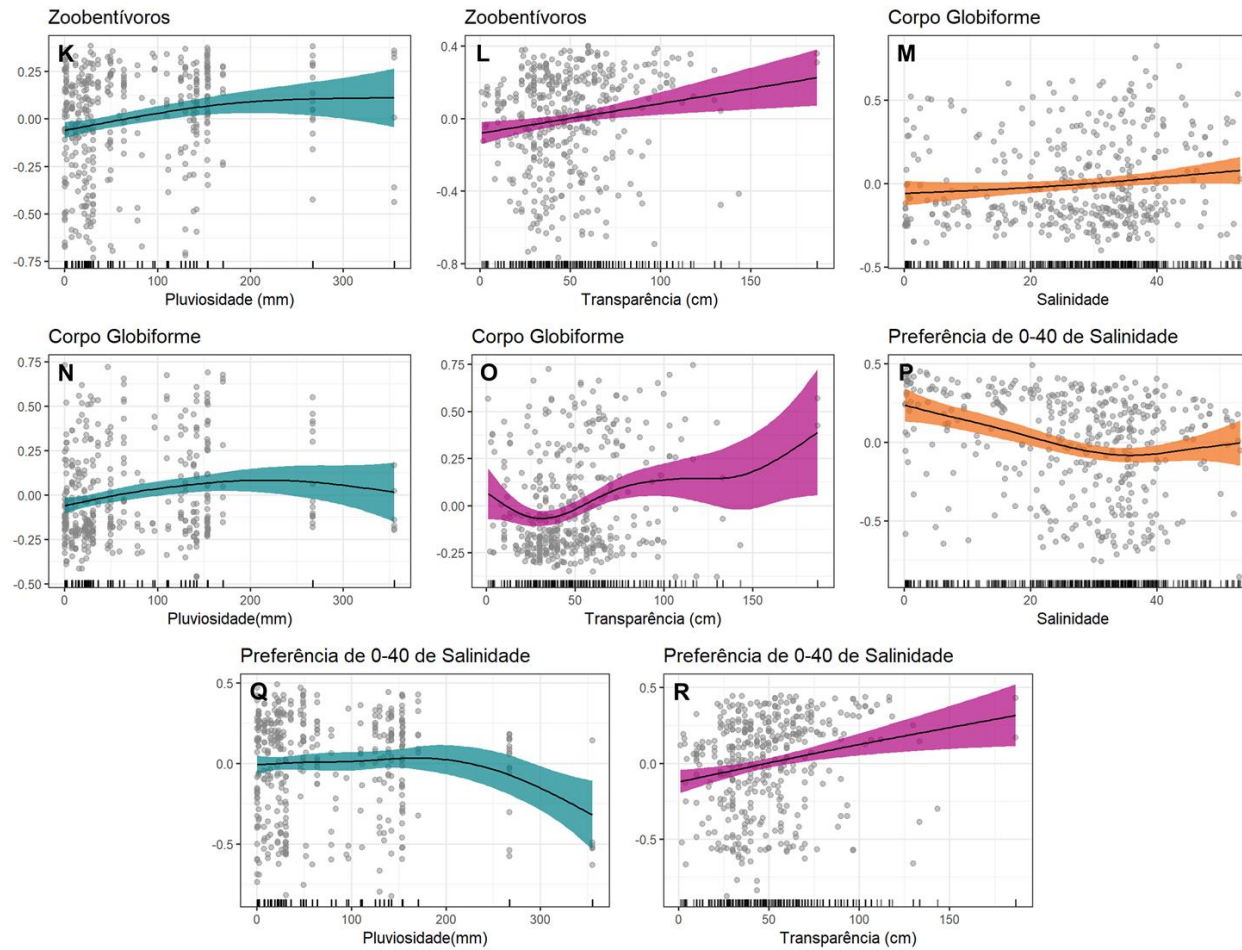 Zoobentívoros
K
0.25
0.00
-0.25
-0.50
-0.75
0 100 200 300
Pluviosidade (mm)
Zoobentívoros
L
0.4
0.0
-0.4
-0.8
0 50 100 150
Transparência (cm)
Corpo Globiforme
M
0.5
0.0
-0.5
0 20 40
Salinidade
Corpo Globiforme
N
0.75
0.50
0.25
0.00
-0.25
-0.50
0 100 200 300
Pluviosidade(mm)
Corpo Globiforme
O
0.75
0.50
0.25
0.00
-0.25
0 50 100 150
Transparência (cm)
Preferência de 0-40 de Salinidade
P
0.5
0.0
-0.5
0 20 40
Salinidade
Preferência de 0-40 de Salinidade
Q
0.5
0.0
-0.5
0 100 200 300
Pluviosidade(mm)
Preferência de 0-40 de Salinidade
R
0.5
0.0
-0.5
0 50 100 150
Transparência (cm)